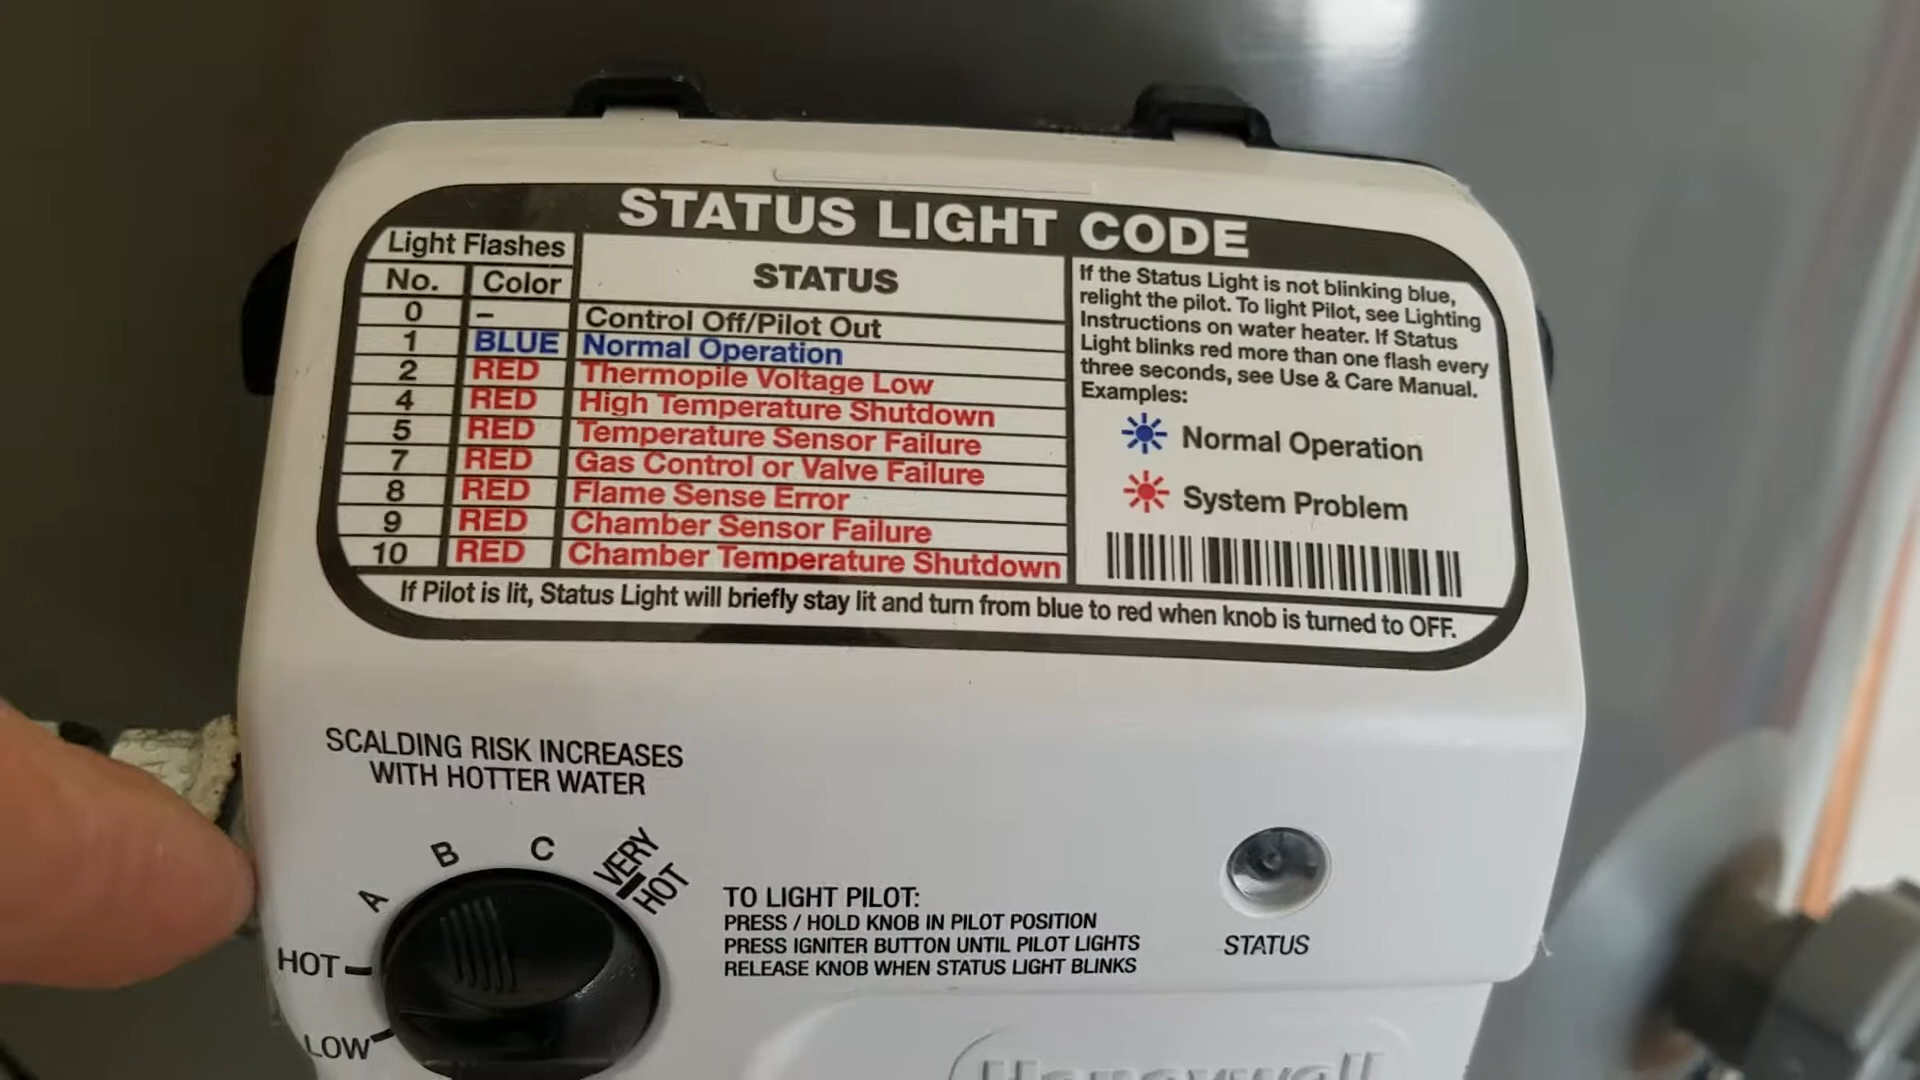 STATUS LIGHT CODE
Light Flashes
No. Color STATUS
0 – Control Off/Pilot Out
1 BLUE Normal Operation
2 RED Thermopile Voltage Low
4 RED High Temperature Shutdown
5 RED Temperature Sensor Failure
7 RED Gas Control or Valve Failure
8 RED Flame Sense Error
9 RED Chamber Sensor Failure
10 RED Chamber Temperature Shutdown
If the Status Light is not blinking blue,
relight the pilot. To light Pilot, see Lighting
Instructions on water heater. If Status
Light blinks red more than one flash every
three seconds, see Use & Care Manual.
Examples:
Normal Operation
System Problem
If Pilot is lit, Status Light will briefly stay lit and turn from blue to red when knob is turned to OFF.
SCALDING RISK INCREASES
WITH HOTTER WATER
LOW
HOT
A
B
C
VERY
HOT
TO LIGHT PILOT:
PRESS / HOLD KNOB IN PILOT POSITION
PRESS IGNITER BUTTON UNTIL PILOT LIGHTS
RELEASE KNOB WHEN STATUS LIGHT BLINKS
STATUS
Honeywell